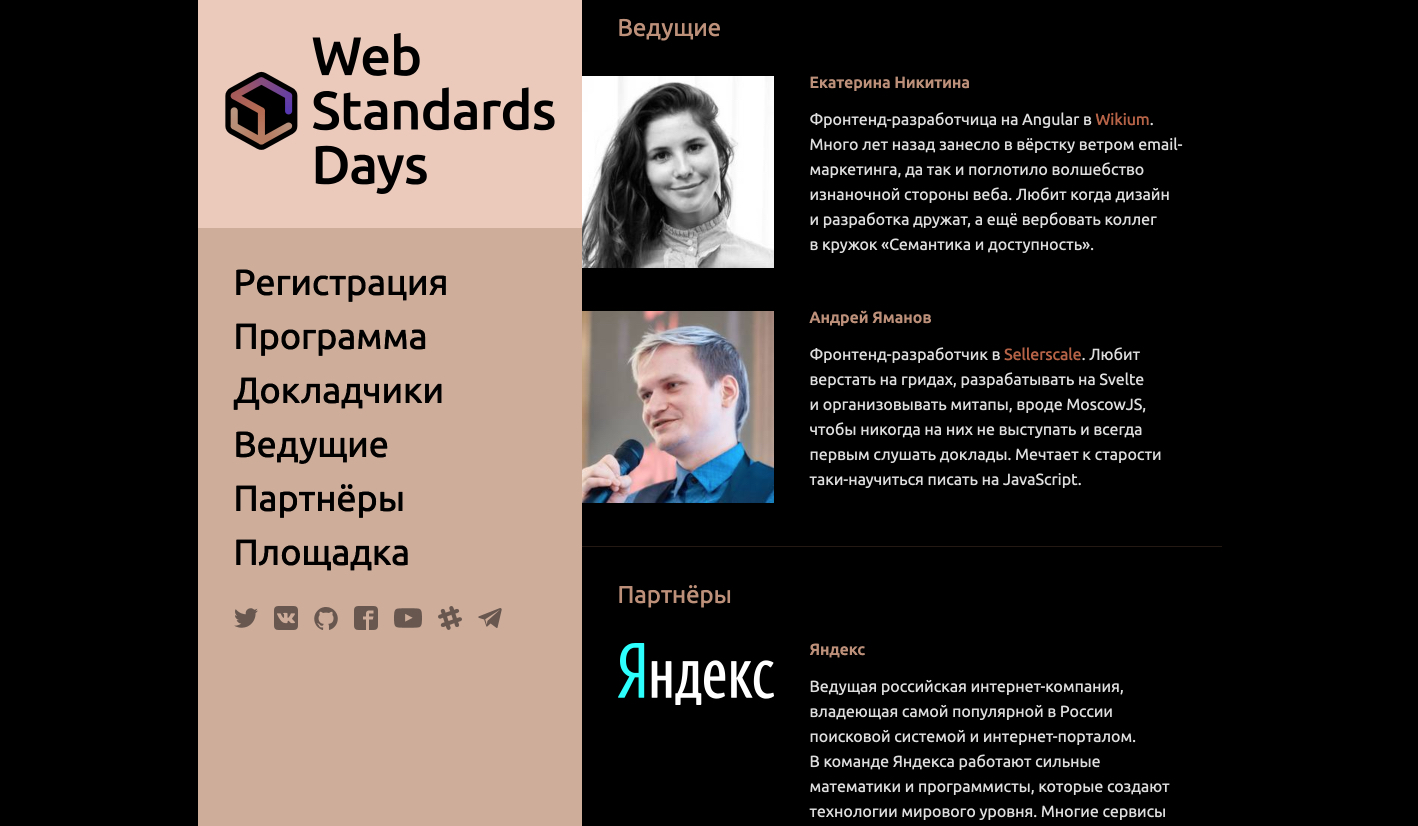 Web
Standards
Days
Регистрация
Программа
Докладчики
Ведущие
Партнёры
Площадка
Ведущие
Екатерина Никитина
Фронтенд-разработчица на Angular в Wikium.
Много лет назад занесло в вёрстку ветром email-
маркетинга, да так и поглотило волшебство
изнаночной стороны веба. Любит когда дизайн
и разработка дружат, а ещё вербовать коллег
в кружок «Семантика и доступность».
Андрей Яманов
Фронтенд-разработчик в Sellerscale. Любит
верстать на гридах, разрабатывать на Svelte
и организовывать митапы, вроде MoscowJS,
чтобы никогда на них не выступать и всегда
первым слушать доклады. Мечтает к старости
таки-научиться писать на JavaScript.
Партнёры
Яндекс
Яндекс
Ведущая российская интернет-компания,
владеющая самой популярной в России
поисковой системой и интернет-порталом.
В команде Яндекса работают сильные
математики и программисты, которые создают
технологии мирового уровня. Многие сервисы